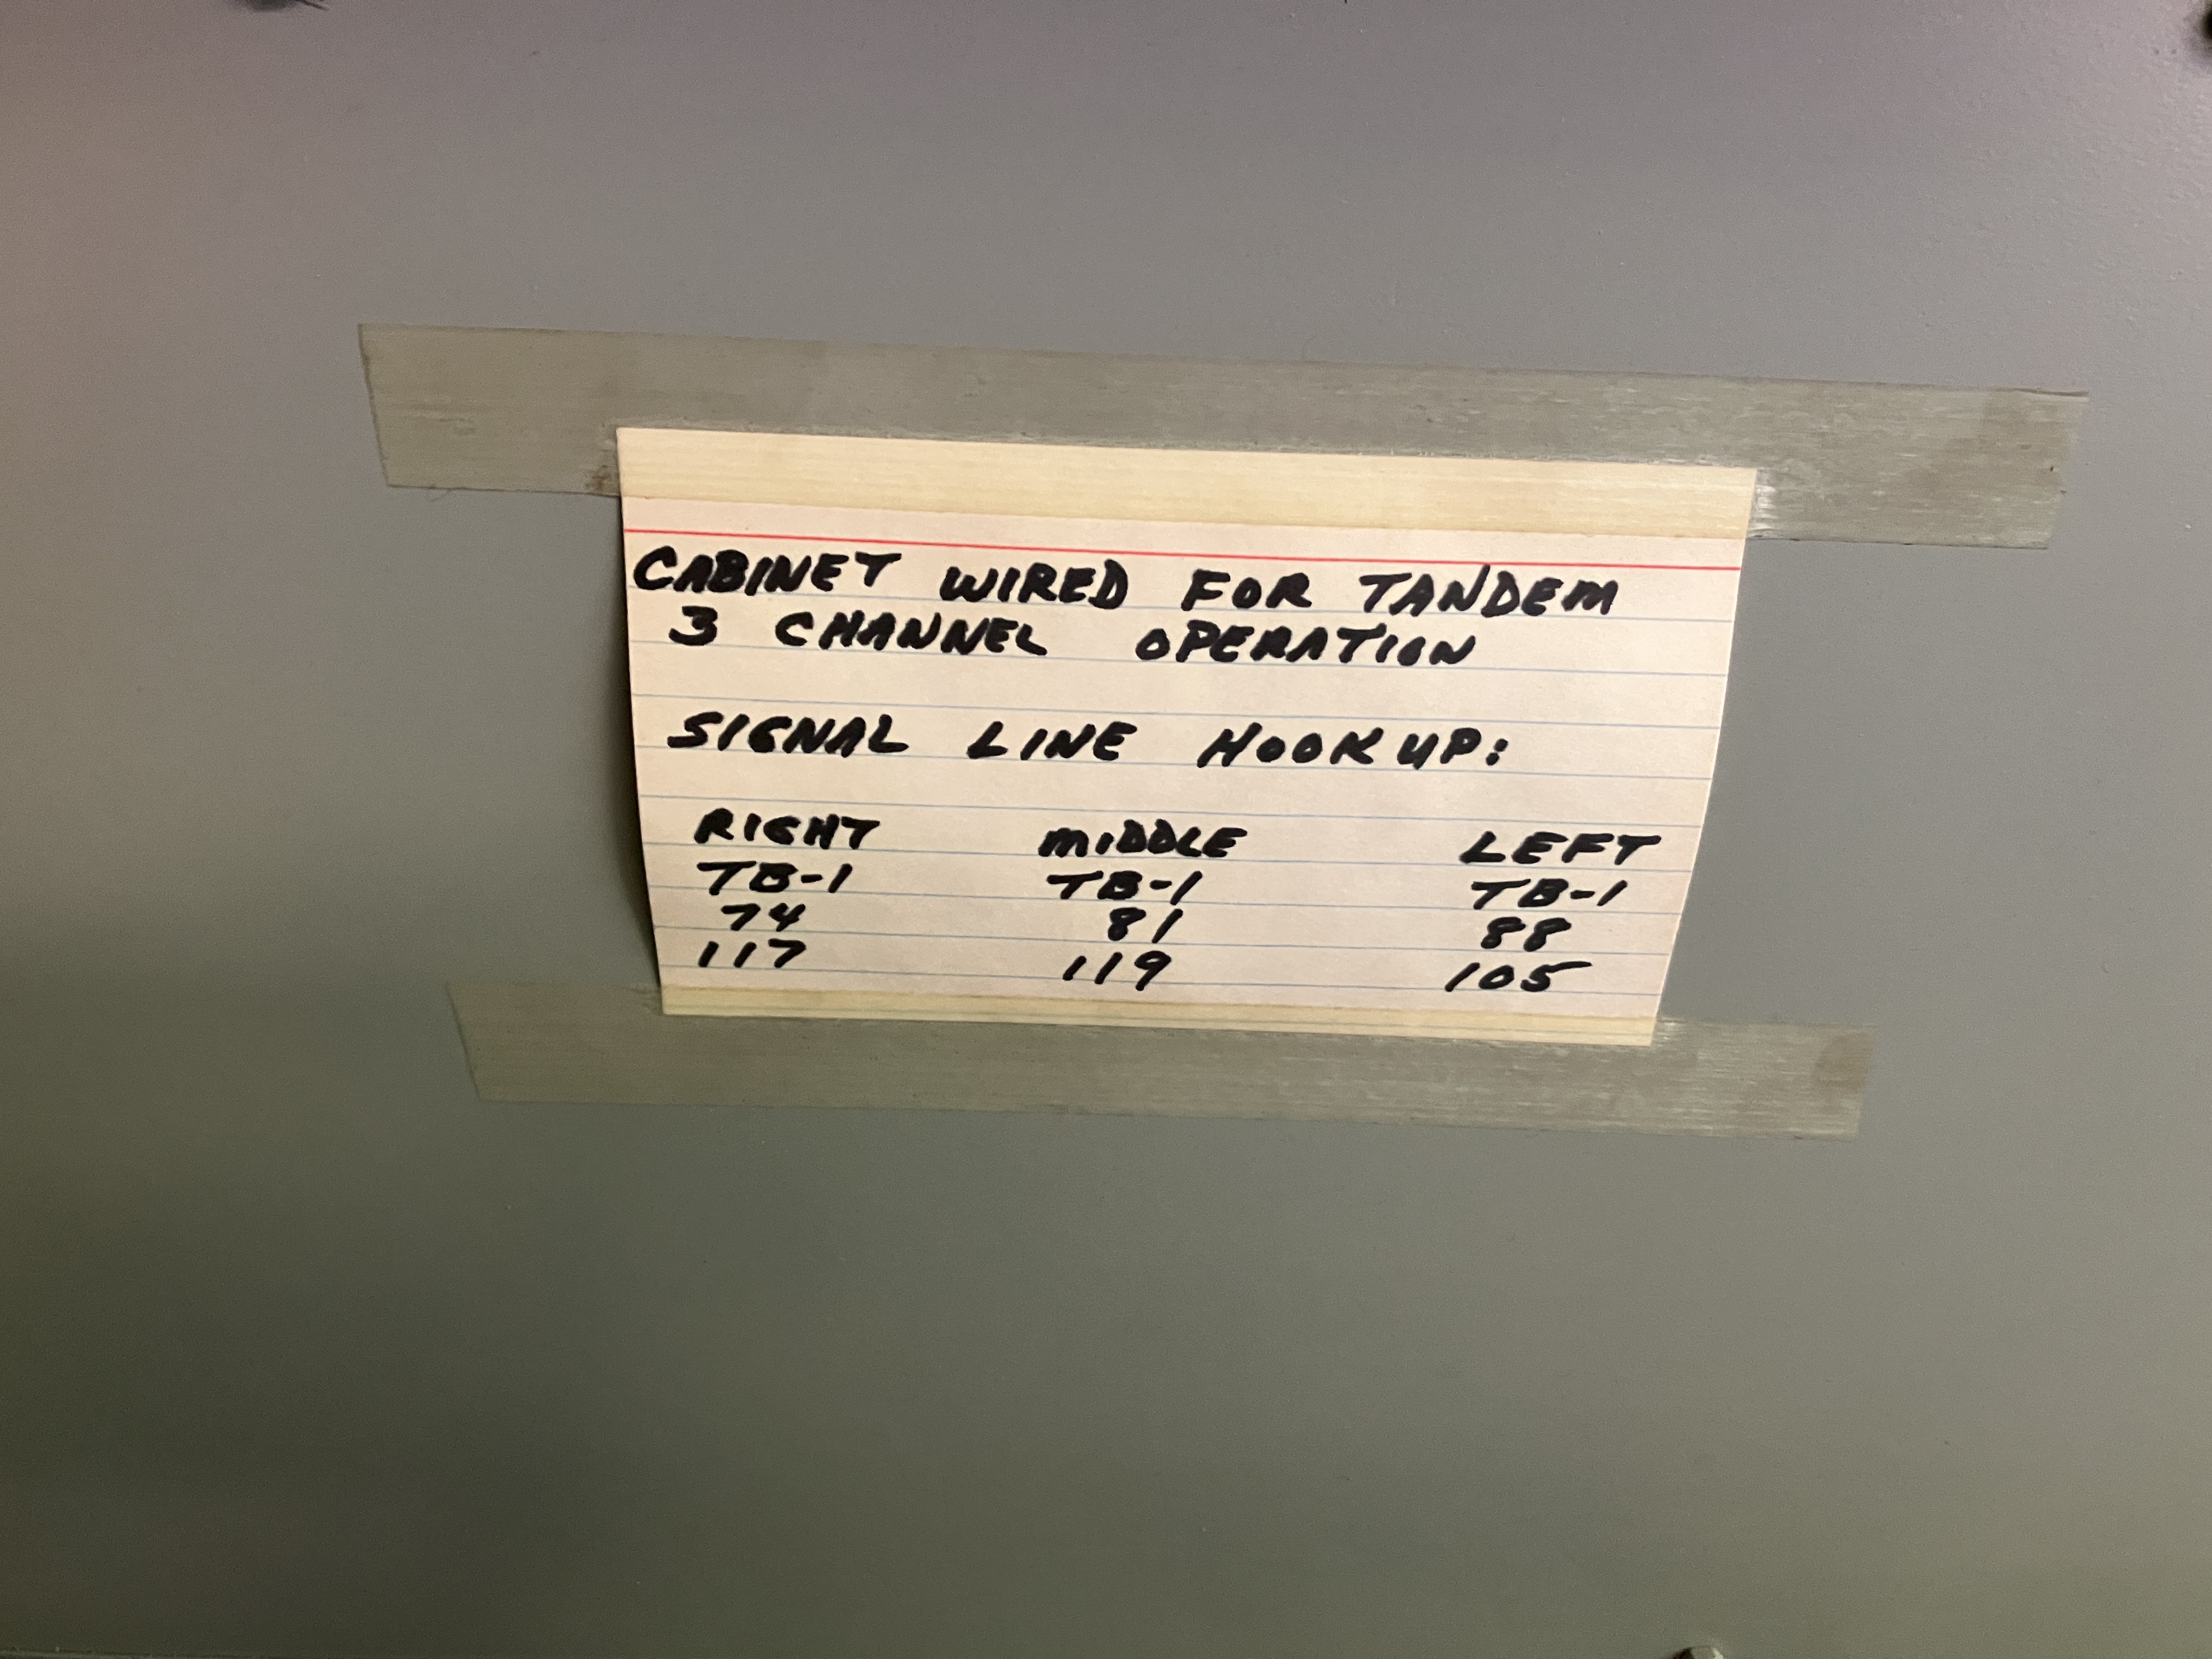 CABINET WIRED FOR TANDEM
3 CHANNEL OPERATION
SIGNAL LINE HOOKUP:
RIGHT MIDDLE LEFT
TB-1 TB-1 TB-1
74 81 88
117 119 105